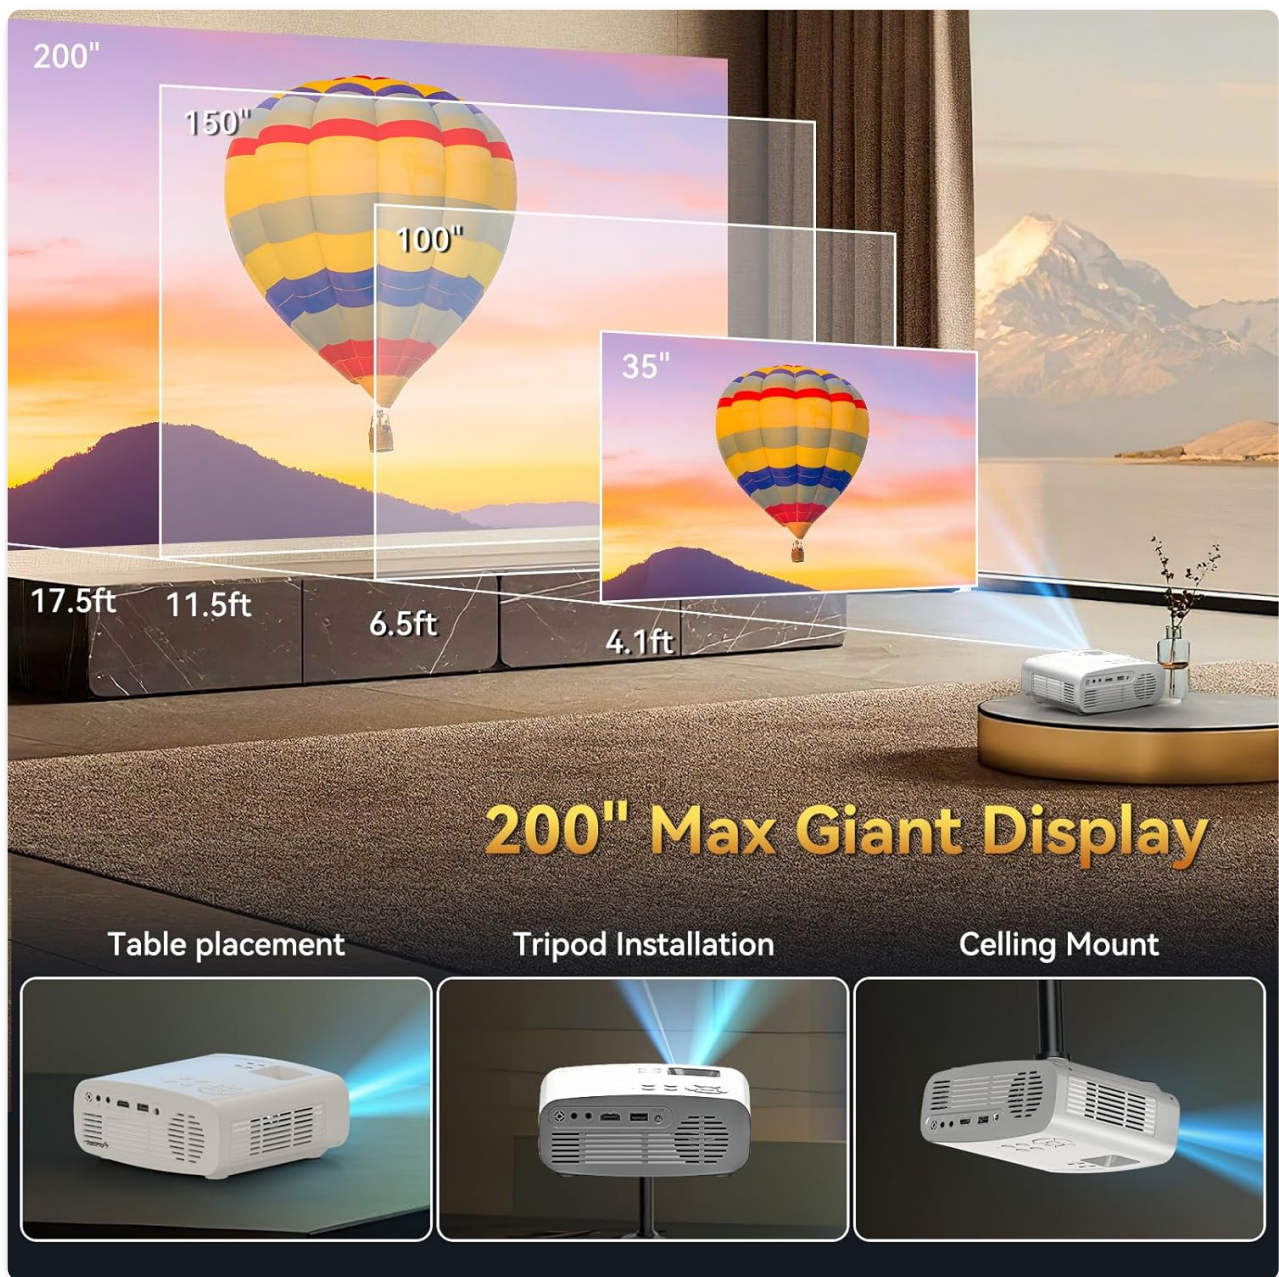 200"
150"
100"
35"
17.5ft
11.5ft
6.5ft
4.1ft
200" Max Giant Display
Table placement
Tripod Installation
Celling Mount